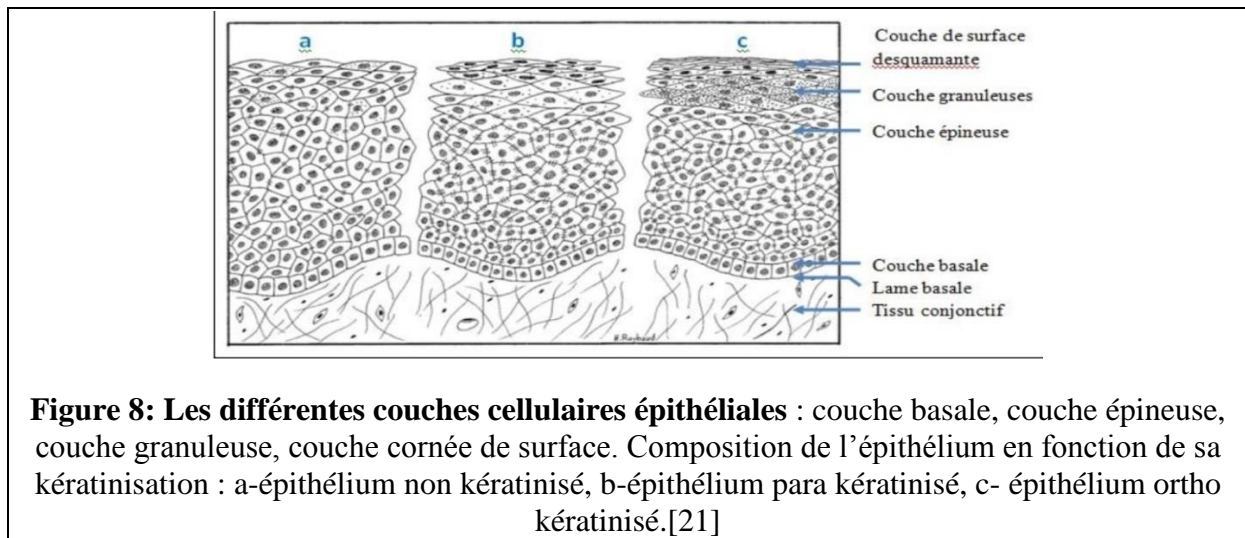 a
b
c
Couche de surface
desquamante
Couche granuleuses
Couche épineuse
Couche basale
Lame basale
Tissu conjonctif
Figure 8: Les différentes couches cellulaires épithéliales : couche basale, couche épineuse,
couche granuleuse, couche cornée de surface. Composition de l’épithélium en fonction de sa
kératinisation : a-épithélium non kératinisé, b-épithélium para kératinisé, c- épithélium ortho
kératinisé.[21]